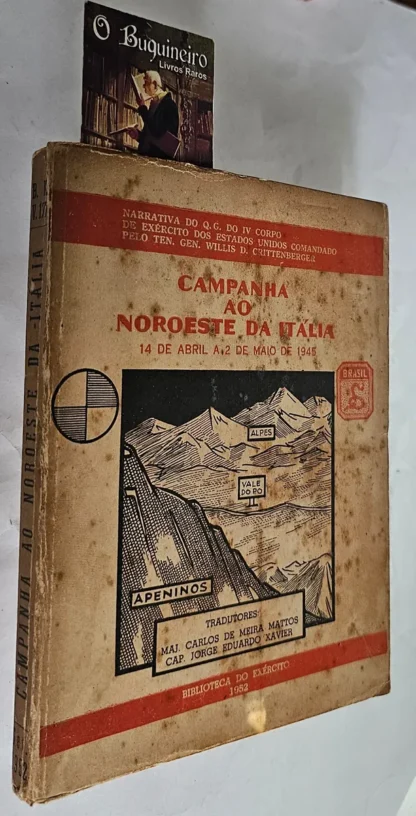 O Buquineiro
Livros Raros
NARRATIVA DO Q.G. DO IV CORPO
DE EXÉRCITO DOS ESTADOS UNIDOS COMANDADO
PELO TEN. GEN. WILLIS D. CRITTENBERGER
CAMPANHA
AO
NOROESTE DA ITÁLIA
14 DE ABRIL A 2 DE MAIO DE 1945
BRASIL
ALPES
VALE
DO PO
APENINOS
TRADUTORES:
MAJ. CARLOS DE MEIRA MATTOS
CAP. JORGE EDUARDO XAVIER
BIBLIOTECA DO EXÉRCITO
1952
CAMPANHA AO NOROESTE DA ITÁLIA
1952